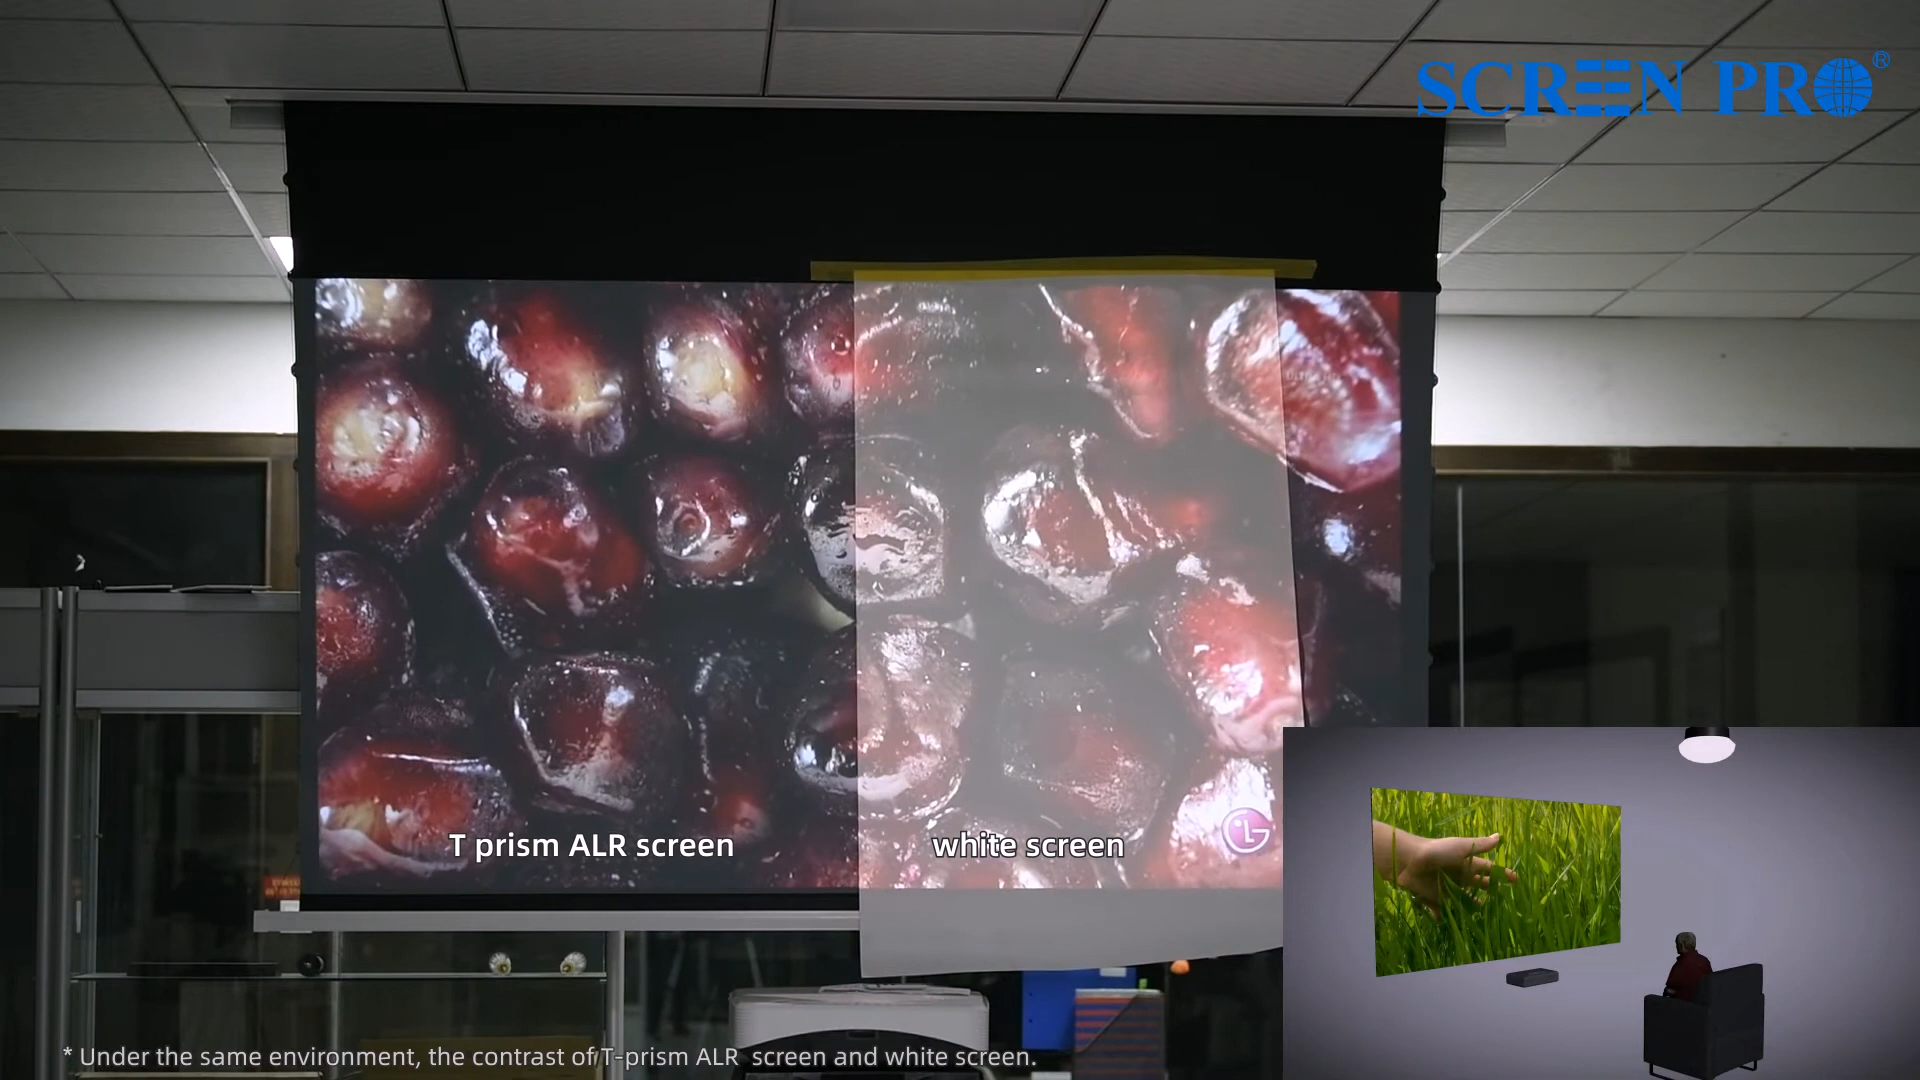 SCREEN PRO®
T prism ALR screen
white screen
LG
* Under the same environment, the contrast of T-prism ALR screen and white screen.